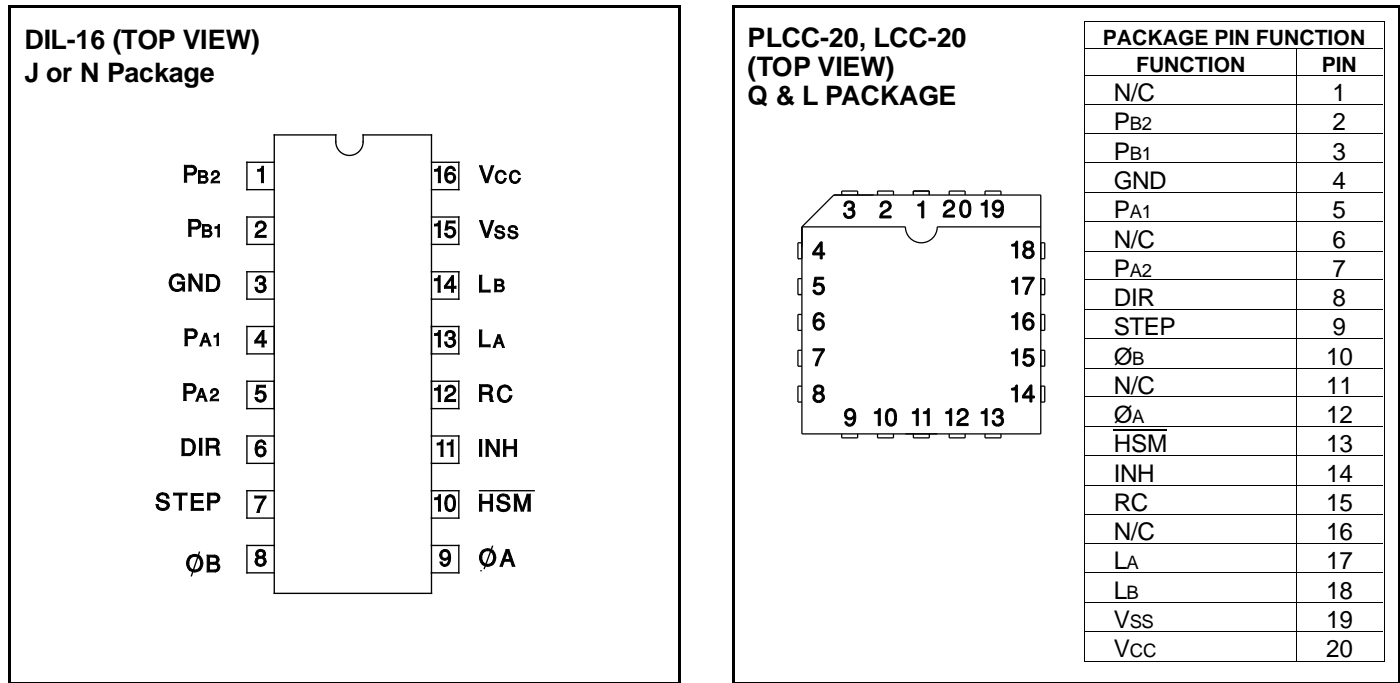 DIL-16 (TOP VIEW)
J or N Package
PB2 1 16 VCC
PB1 2 15 VSS
GND 3 14 LB
PA1 4 13 LA
PA2 5 12 RC
DIR 6 11 INH
STEP 7 10 H̅S̅M̅
ØB 8 9 ØA
PLCC-20, LCC-20
(TOP VIEW)
Q & L PACKAGE
3 2 1 20 19
4 18
5 17
6 16
7 15
8 14
9 10 11 12 13
PACKAGE PIN FUNCTION
FUNCTION PIN
N/C 1
PB2 2
PB1 3
GND 4
PA1 5
N/C 6
PA2 7
DIR 8
STEP 9
ØB 10
N/C 11
ØA 12
H̅S̅M̅ 13
INH 14
RC 15
N/C 16
LA 17
LB 18
VSS 19
VCC 20